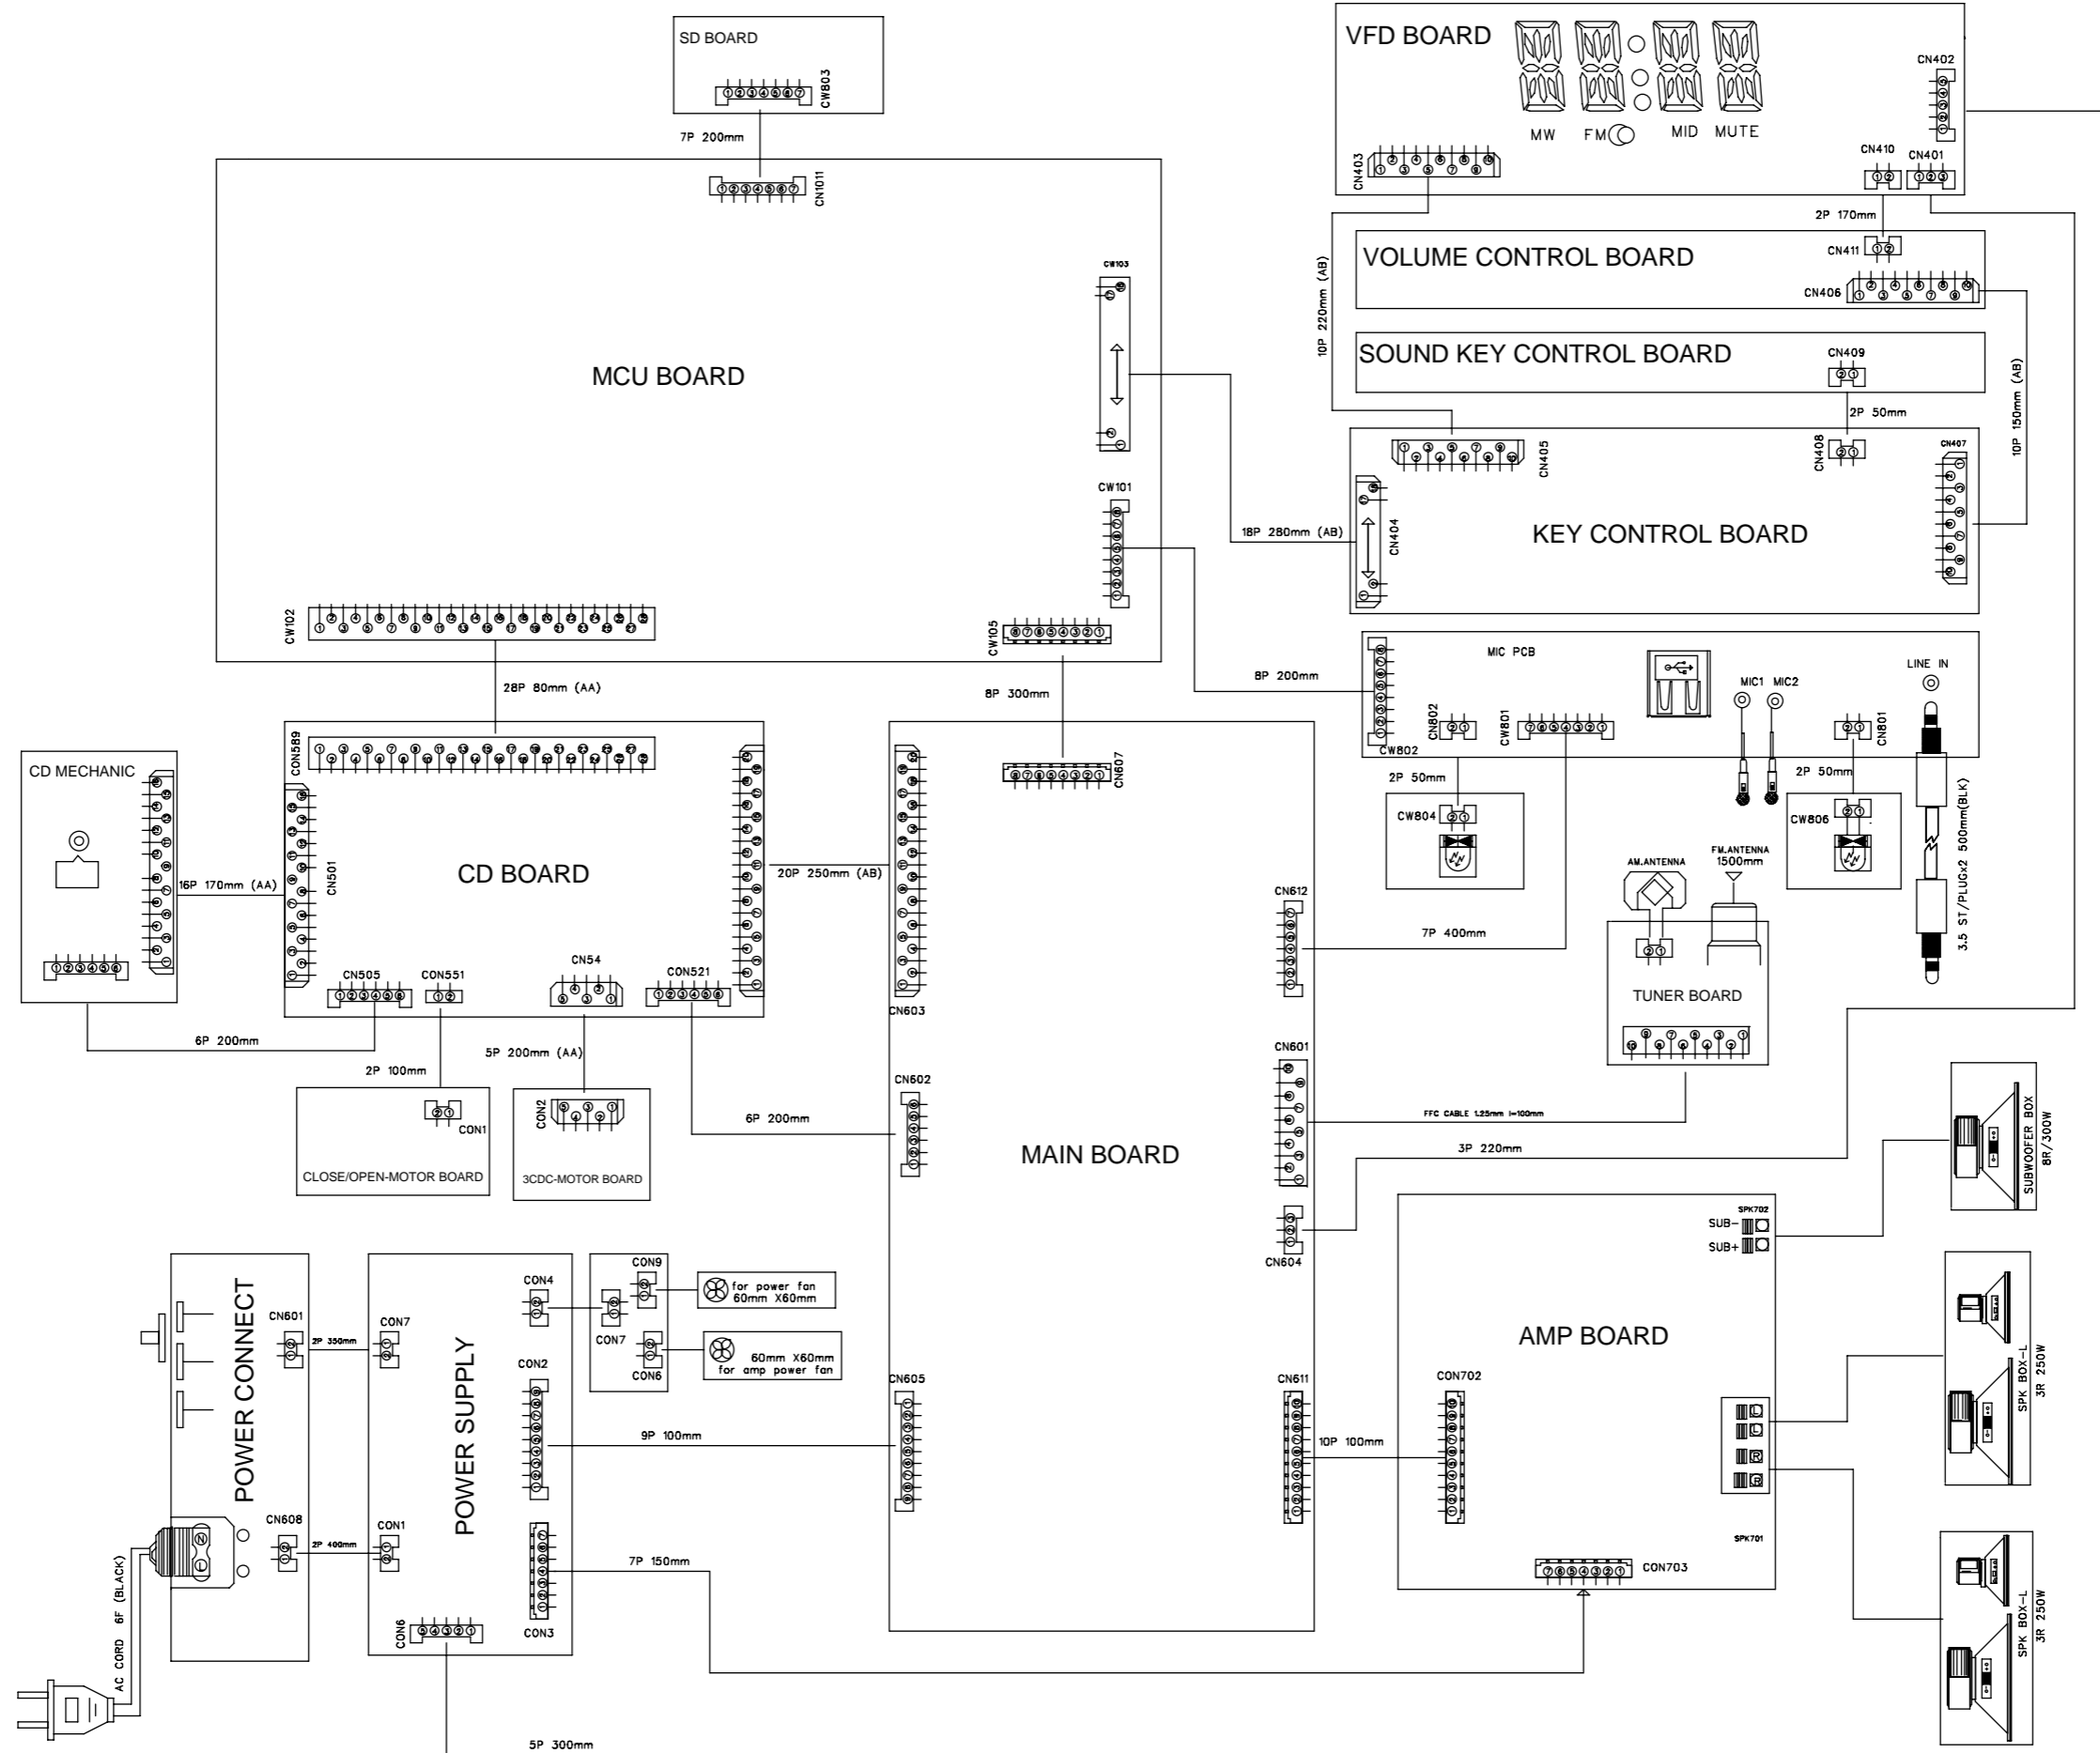 SD BOARD
CW803
7P 200mm
CN1011
MCU BOARD
CW103
CW101
CW102
CW105
28P 80mm (AA)
8P 300mm
18P 280mm (AB)
8P 200mm
VFD BOARD
CN402
MW FM MID MUTE
CN403
CN410 CN401
2P 170mm
VOLUME CONTROL BOARD
CN411
CN406
10P 220mm (AB)
SOUND KEY CONTROL BOARD
CN409
2P 50mm
10P 150mm (AB)
CN405
CN408
CN407
CN404
KEY CONTROL BOARD
MIC PCB
MIC1 MIC2
LINE IN
CN802
CW801
CN801
CW802
2P 50mm
2P 50mm
CW804
CW806
3.5 ST/PLUGx2 500mm(BLK)
AM.ANTENNA
FM.ANTENNA
1500mm
TUNER BOARD
CD MECHANIC
16P 170mm (AA)
6P 200mm
CON589
CN501
CD BOARD
CN505 CON551
CN54
CON521
20P 250mm (AB)
2P 100mm
5P 200mm (AA)
6P 200mm
CON1
CLOSE/OPEN-MOTOR BOARD
CON2
3CDC-MOTOR BOARD
CN607
CN603
CN612
7P 400mm
CN601
CN602
FFC CABLE 1.25mm l=100mm
3P 220mm
MAIN BOARD
CN604
CN605
CN611
9P 100mm
10P 100mm
POWER CONNECT
CN601
2P 350mm
CN608
2P 400mm
AC CORD 6F (BLACK)
N
L
POWER SUPPLY
CON7
CON1
CON4
CON2
CON3
CON6
CON9
CON7
CON6
for power fan
60mm X60mm
60mm X60mm
for amp power fan
7P 150mm
5P 300mm
AMP BOARD
SPK702
SUB-
SUB+
CON702
L
L
R
R
SPK701
CON703
SUBWOOFER BOX
8R/300W
SPK BOX-L
3R 250W
SPK BOX-L
3R 250W